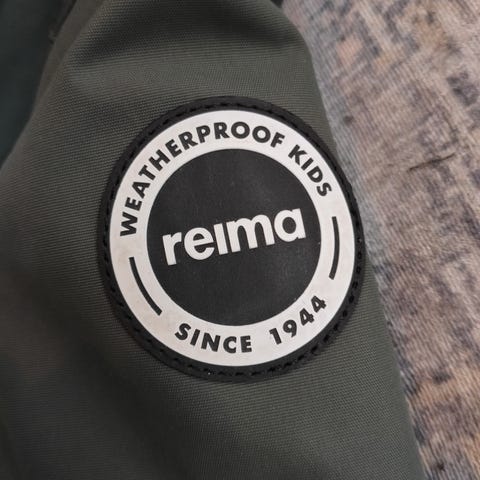 WEATHERPROOF KIDS
reima
SINCE 1944